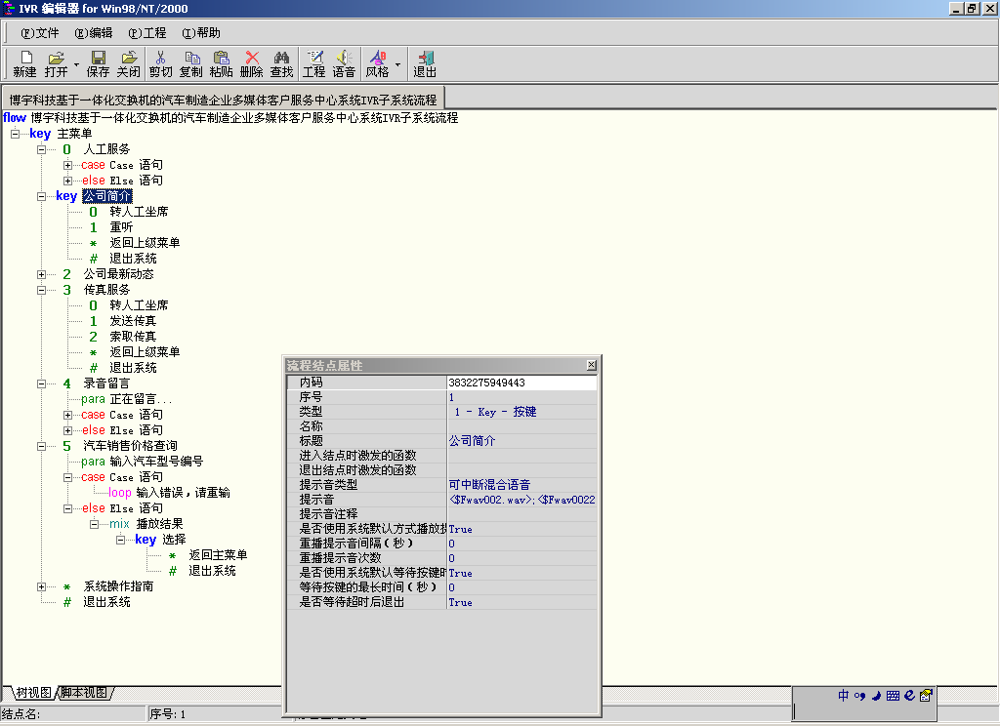 IVR 编辑器 for Win98/NT/2000
(F)文件 (E)编辑 (P)工程 (I)帮助
新建 打开 保存 关闭 剪切 复制 粘贴 删除 查找 工程 语音 风格 退出
博宇科技基于一体化交换机的汽车制造企业多媒体客户服务中心系统IVR子系统流程
flow 博宇科技基于一体化交换机的汽车制造企业多媒体客户服务中心系统IVR子系统流程
key 主菜单
0 人工服务
case Case 语句
else Else 语句
key 公司简介
0 转人工坐席
1 重听
* 返回上级菜单
# 退出系统
2 公司最新动态
3 传真服务
0 转人工坐席
1 发送传真
2 索取传真
* 返回上级菜单
# 退出系统
4 录音留言
para 正在留言...
case Case 语句
else Else 语句
5 汽车销售价格查询
para 输入汽车型号编号
case Case 语句
loop 输入错误，请重输
else Else 语句
mix 播放结果
key 选择
* 返回主菜单
# 退出系统
* 系统操作指南
# 退出系统
流程结点属性
内码 3832275949443
序号 1
类型 1 - Key - 按键
名称
标题 公司简介
进入结点时激发的函数
退出结点时激发的函数
提示音类型 可中断混合语音
提示音 <$Fwav002.wav>;<$Fwav0022
提示音注释
是否使用系统默认方式播放 True
重播提示音间隔（秒） 0
重播提示音次数 0
是否使用系统默认等待按键 True
等待按键的最长时间（秒） 0
是否等待超时后退出 True
树视图 脚本视图
结点名: 序号: 1
中